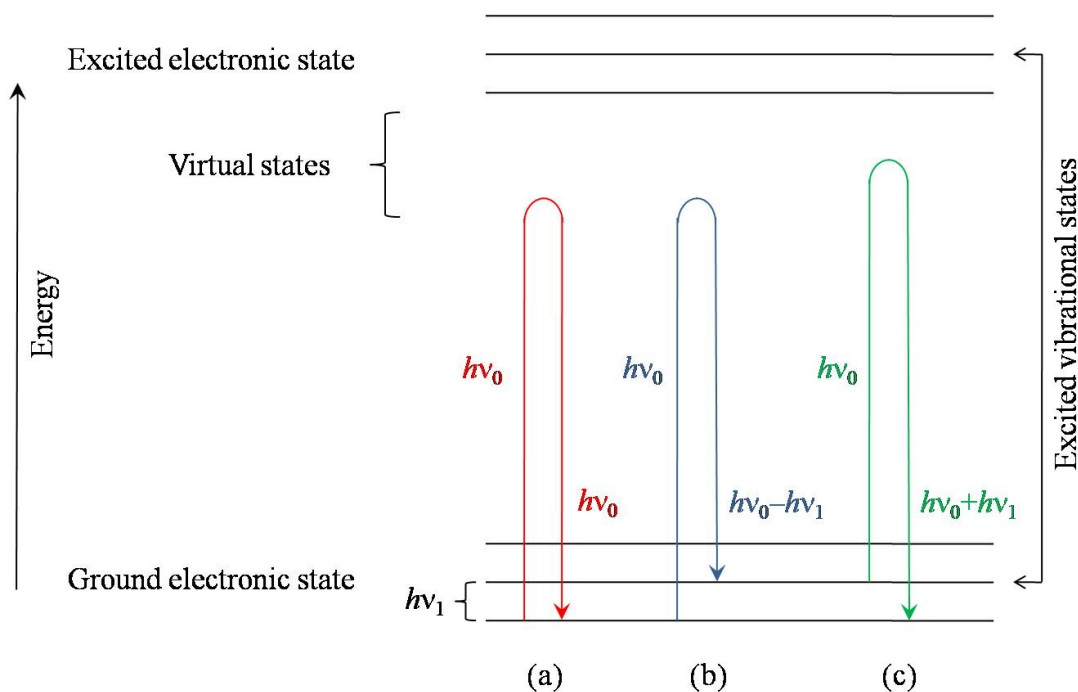 Excited electronic state
Virtual states
Energy
Excited vibrational states
hν₀
hν₀
hν₀
hν₀
hν₀–hν₁
hν₀+hν₁
Ground electronic state
hν₁
(a)
(b)
(c)